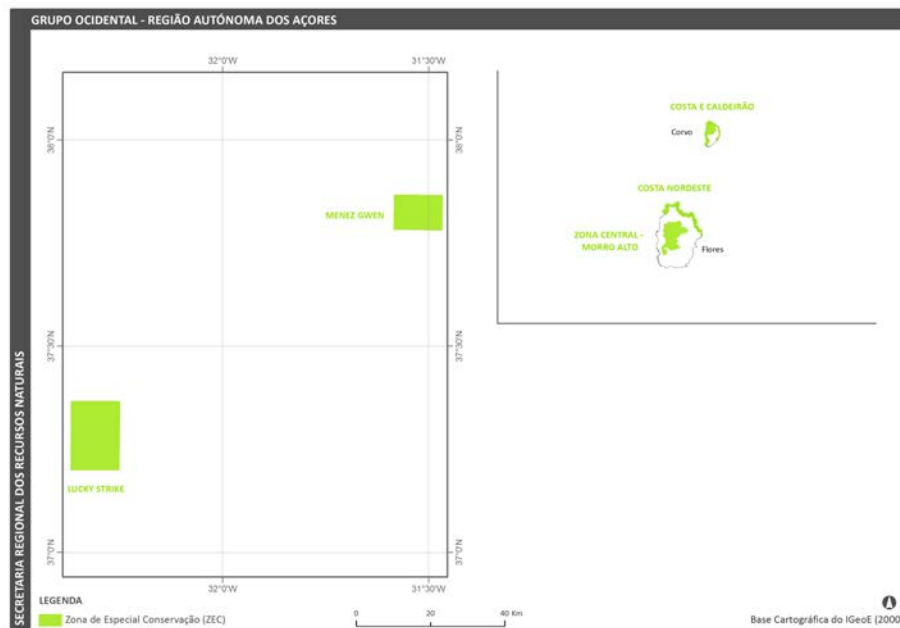 GRUPO OCIDENTAL - REGIÃO AUTÓNOMA DOS AÇORES
SECRETARIA REGIONAL DOS RECURSOS NATURAIS
32°0'N
31°30'N
38°0'N
38°0'N
MENEZ GWEN
37°30'N
37°30'N
LUCKY STRIKE
37°0'N
37°0'N
32°0'N
31°30'N
COSTA E CALDEIRÃO
Corvo
COSTA NORDESTE
ZONA CENTRAL -
MORRO ALTO
Flores
LEGENDA
Zona de Especial Conservação (ZEC)
0 20 40 Km
Base Cartográfica do IGeoE (2000